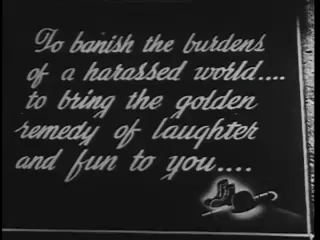 To banish the burdens
of a harassed world....
to bring the golden
remedy of laughter
and fun to you....